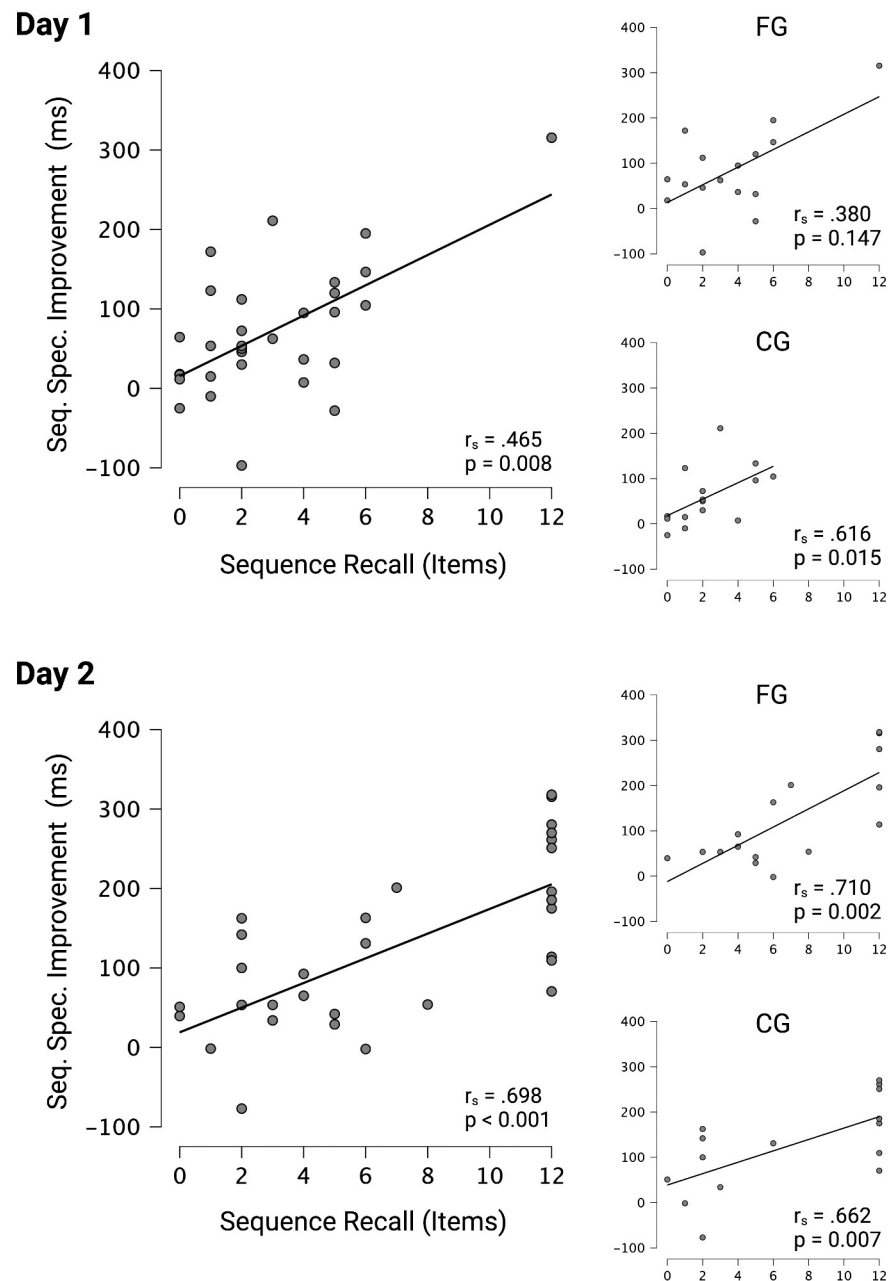 Day 1
Seq. Spec. Improvement (ms)
400
300
200
100
0
−100
0 2 4 6 8 10 12
Sequence Recall (Items)
rs = .465
p = 0.008
FG
400
300
200
100
0
−100
0 2 4 6 8 10 12
rs = .380
p = 0.147
CG
400
300
200
100
0
−100
0 2 4 6 8 10 12
rs = .616
p = 0.015
Day 2
Seq. Spec. Improvement (ms)
400
300
200
100
0
−100
0 2 4 6 8 10 12
Sequence Recall (Items)
rs = .698
p < 0.001
FG
400
300
200
100
0
−100
0 2 4 6 8 10 12
rs = .710
p = 0.002
CG
400
300
200
100
0
−100
0 2 4 6 8 10 12
rs = .662
p = 0.007